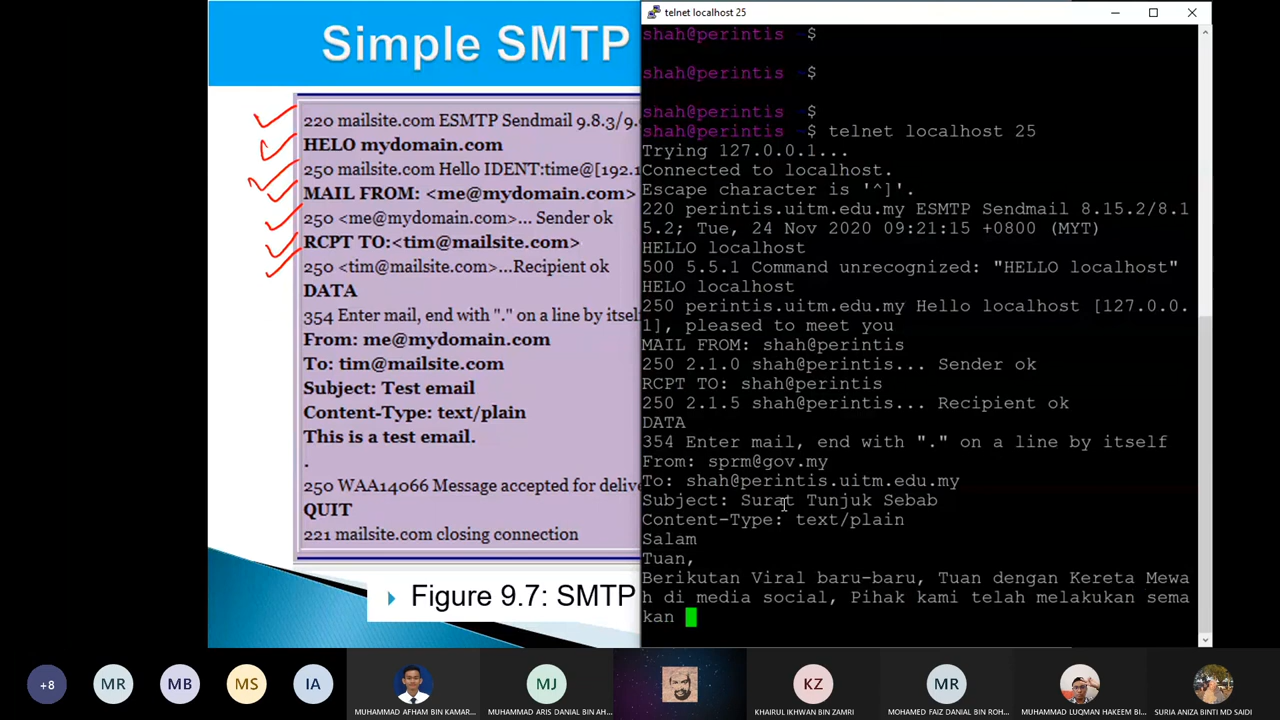 Simple SMTP
220 mailsite.com ESMTP Sendmail 9.8.3/9.
HELO mydomain.com
250 mailsite.com Hello IDENT:time@[192.1
MAIL FROM: <me@mydomain.com>
250 <me@mydomain.com>... Sender ok
RCPT TO:<tim@mailsite.com>
250 <tim@mailsite.com>...Recipient ok
DATA
354 Enter mail, end with "." on a line by itsel
From: me@mydomain.com
To: tim@mailsite.com
Subject: Test email
Content-Type: text/plain
This is a test email.
.
250 WAA14066 Message accepted for delive
QUIT
221 mailsite.com closing connection
Figure 9.7: SMTP
telnet localhost 25
shah@perintis ~$
shah@perintis ~$
shah@perintis ~$
shah@perintis ~$ telnet localhost 25
Trying 127.0.0.1...
Connected to localhost.
Escape character is '^]'.
220 perintis.uitm.edu.my ESMTP Sendmail 8.15.2/8.1
5.2; Tue, 24 Nov 2020 09:21:15 +0800 (MYT)
HELLO localhost
500 5.5.1 Command unrecognized: "HELLO localhost"
HELO localhost
250 perintis.uitm.edu.my Hello localhost [127.0.0.
1], pleased to meet you
MAIL FROM: shah@perintis
250 2.1.0 shah@perintis... Sender ok
RCPT TO: shah@perintis
250 2.1.5 shah@perintis... Recipient ok
DATA
354 Enter mail, end with "." on a line by itself
From: sprm@gov.my
To: shah@perintis.uitm.edu.my
Subject: Surat Tunjuk Sebab
Content-Type: text/plain
Salam
Tuan,
Berikutan Viral baru-baru, Tuan dengan Kereta Mewa
h di media social, Pihak kami telah melakukan sema
kan
+8
MR
MB
MS
IA
MJ
KZ
MR
MUHAMMAD AFHAM BIN KAMAR...
MUHAMMAD ARIS DANIAL BIN AH...
KHAIRUL IKHWAN BIN ZAMRI
MOHAMED FAIZ DANIAL BIN ROH...
MUHAMMAD LUQMAN HAKEEM BI...
SURIA ANIZA BINTI MD SAIDI